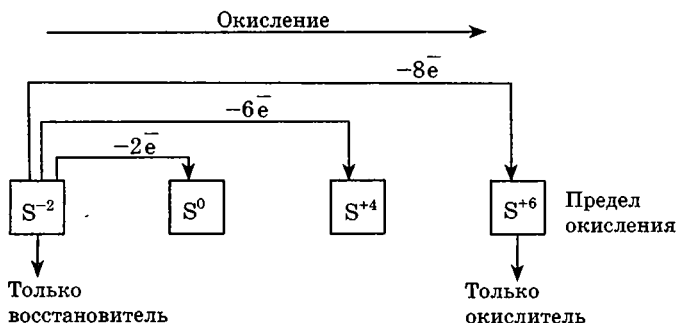 Окисление
−8e̅
−6e̅
−2e̅
S⁻² S⁰ S⁺⁴ S⁺⁶ Предел
окисления
Только
восстановитель
Только
окислитель